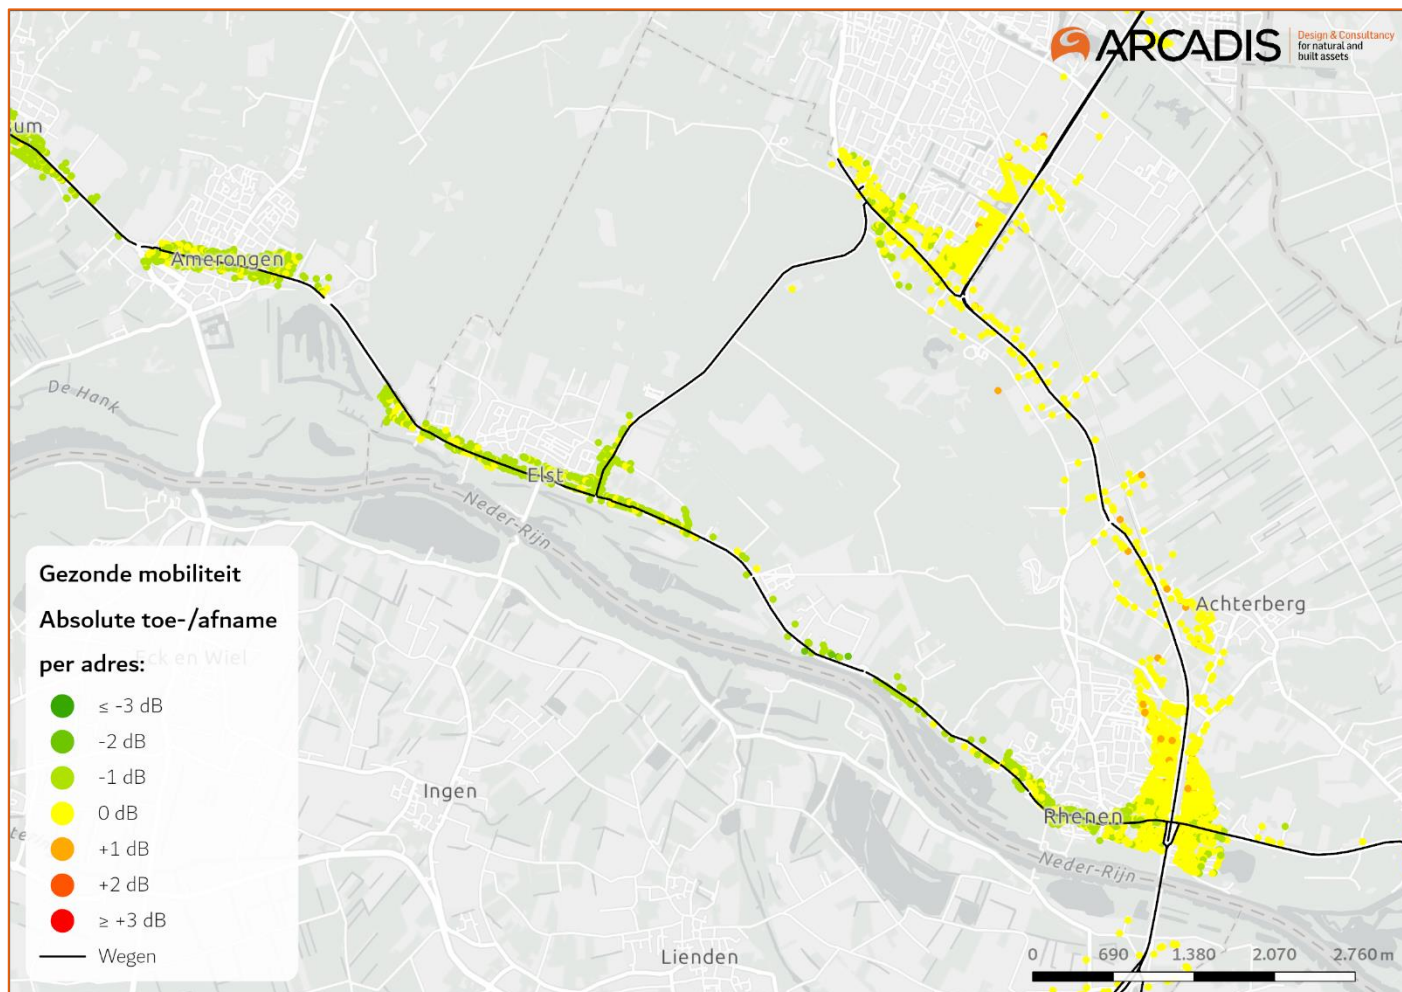 ARCADIS
Design & Consultancy
for natural and
built assets
um
Amerongen
De Hank
Elst
Neder-Rijn
Achterberg
Gezonde mobiliteit
Absolute toe-/afname
per adres:
Eck en Wiel
≤ -3 dB
-2 dB
-1 dB
0 dB
+1 dB
+2 dB
≥ +3 dB
Wegen
Ingen
Rhenen
Neder-Rijn
Lienden
0 690 1.380 2.070 2.760 m